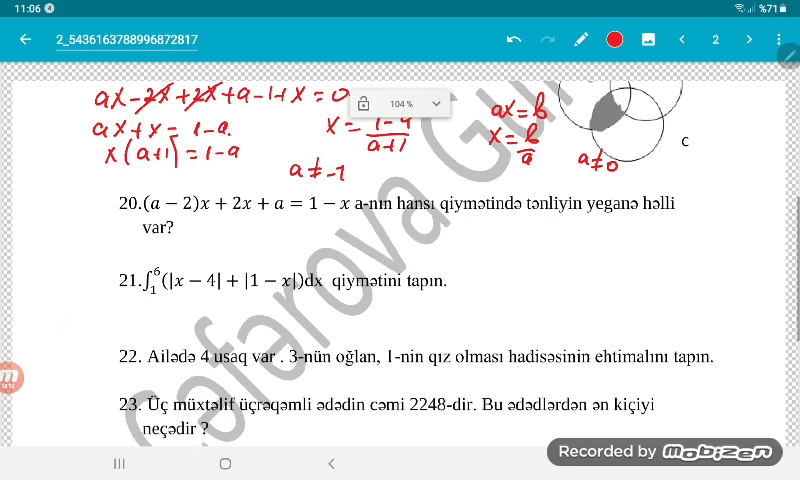 11:06 4 %71
2_5436163788996872817 2
ax - 2x + 2x + a - 1 + x = 0
104 %
ax + x = 1 - a
x = 1 - a / a + 1
ax = b
x = b / a
x(a+1) = 1 - a
a ≠ -1
a ≠ 0
C
20.(a − 2)x + 2x + a = 1 − x a-nın hansı qiymətində tənliyin yeganə həlli
var?
21.∫₁⁶(|x − 4| + |1 − x|)dx qiymətini tapın.
22. Ailədə 4 usaq var . 3-nün oğlan, 1-nin qız olması hadisəsinin ehtimalını tapın.
23. Üç müxtəlif üçrəqəmli ədədin cəmi 2248-dir. Bu ədədlərdən ən kiçiyi
neçədir ?
Recorded by mobizen